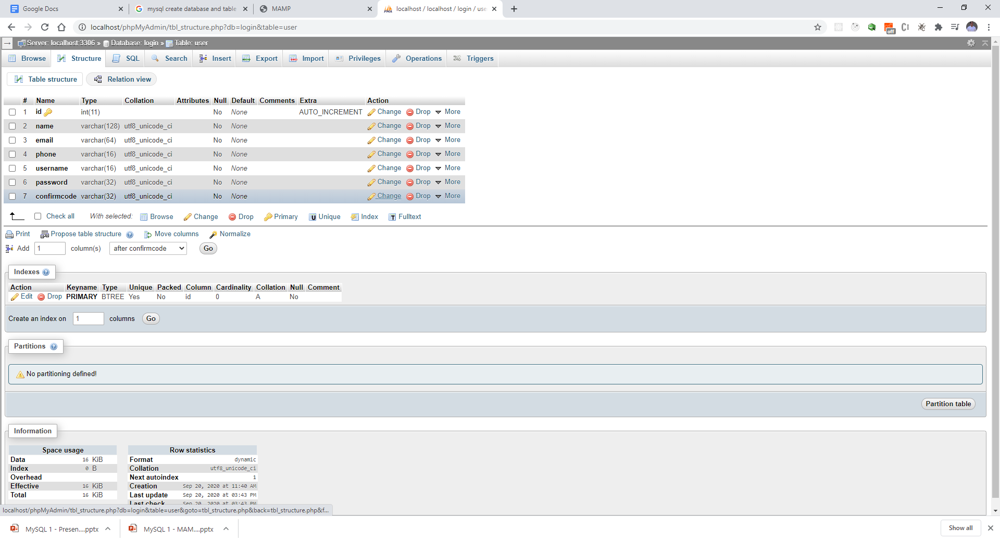 Google Docs
mysql create database and table
MAMP
localhost / localhost / login / use
localhost/phpMyAdmin/tbl_structure.php?db=login&table=user
off
Server: localhost:3306 » Database: login » Table: user
Browse Structure SQL Search Insert Export Import Privileges Operations Triggers
Table structure Relation view
# Name Type Collation Attributes Null Default Comments Extra Action
1 id int(11) No None AUTO_INCREMENT Change Drop More
2 name varchar(128) utf8_unicode_ci No None Change Drop More
3 email varchar(64) utf8_unicode_ci No None Change Drop More
4 phone varchar(16) utf8_unicode_ci No None Change Drop More
5 username varchar(16) utf8_unicode_ci No None Change Drop More
6 password varchar(32) utf8_unicode_ci No None Change Drop More
7 confirmcode varchar(32) utf8_unicode_ci No None Change Drop More
Check all With selected: Browse Change Drop Primary Unique Index Fulltext
Print Propose table structure Move columns Normalize
Add 1 column(s) after confirmcode Go
Indexes
Action Keyname Type Unique Packed Column Cardinality Collation Null Comment
Edit Drop PRIMARY BTREE Yes No id 0 A No
Create an index on 1 columns Go
Partitions
No partitioning defined!
Partition table
Information
Space usage
Data 16 KiB
Index 0 B
Overhead
Effective 16 KiB
Total 16 KiB
Row statistics
Format dynamic
Collation utf8_unicode_ci
Next autoindex 1
Creation Sep 20, 2020 at 11:40 AM
Last update Sep 20, 2020 at 03:43 PM
Last check Sep 20, 2020 at 03:43 PM
localhost/phpMyAdmin/tbl_structure.php?db=login&table=user&goto=tbl_structure.php&back=tbl_structure.php&f...
MySQL 1 - Presen....pptx
MySQL 1 - MAM....pptx
Show all